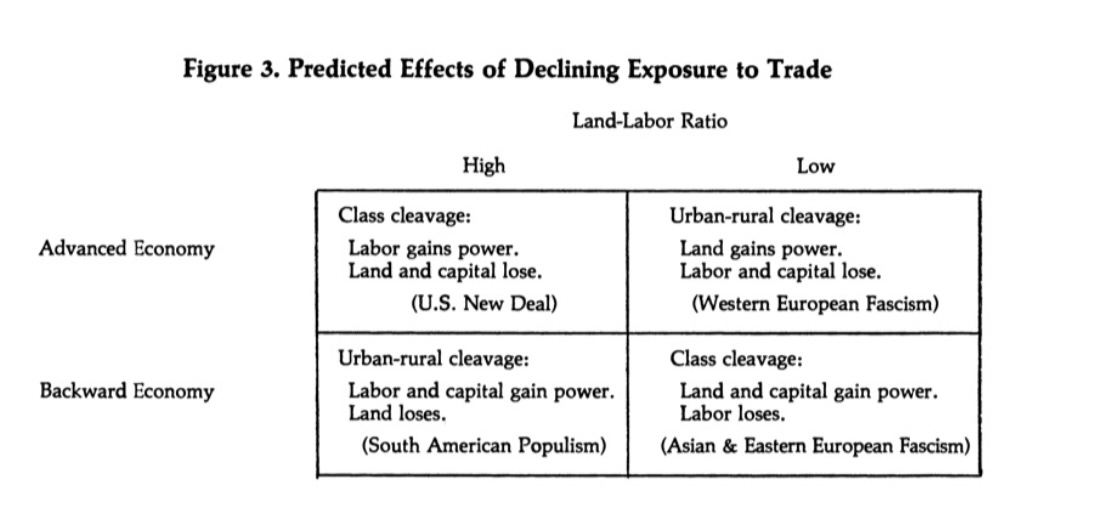 Figure 3. Predicted Effects of Declining Exposure to Trade
Land-Labor Ratio
High
Low
Advanced Economy
Class cleavage:
Labor gains power.
Land and capital lose.
(U.S. New Deal)
Urban-rural cleavage:
Land gains power.
Labor and capital lose.
(Western European Fascism)
Backward Economy
Urban-rural cleavage:
Labor and capital gain power.
Land loses.
(South American Populism)
Class cleavage:
Land and capital gain power.
Labor loses.
(Asian & Eastern European Fascism)